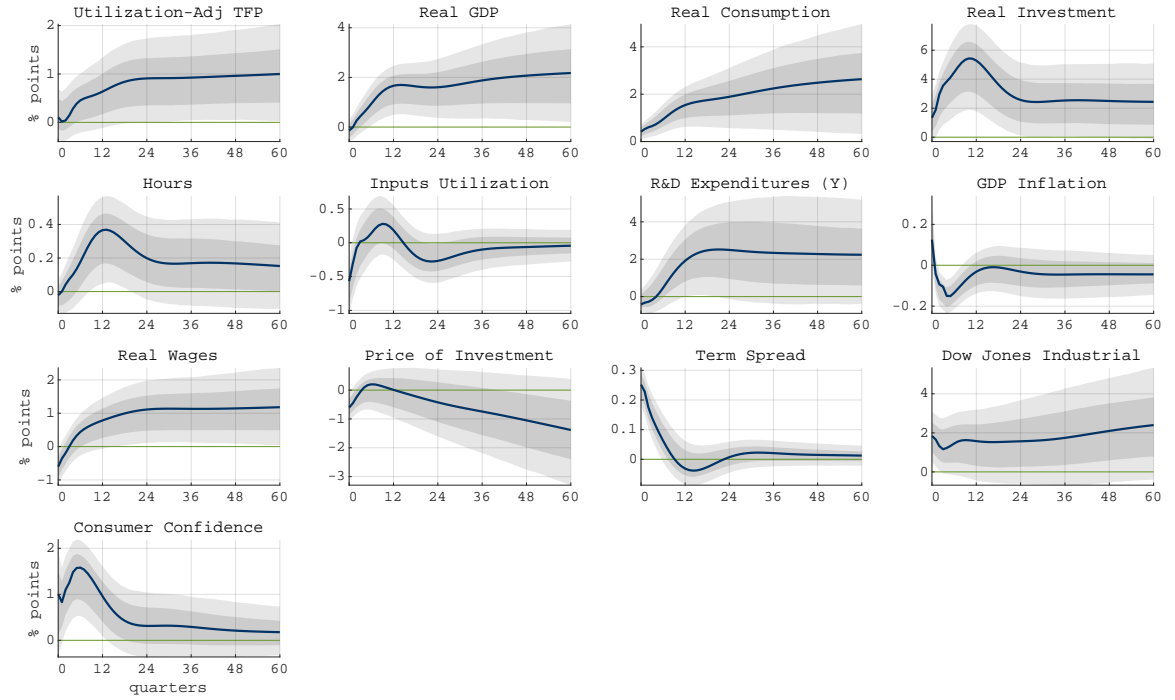 Utilization-Adj TFP
Real GDP
Real Consumption
Real Investment
% points
2
1
0
0 12 24 36 48 60
4
2
0
0 12 24 36 48 60
4
2
0
0 12 24 36 48 60
6
4
2
0
0 12 24 36 48 60
Hours
Inputs Utilization
R&D Expenditures (Y)
GDP Inflation
% points
0.4
0.2
0
0 12 24 36 48 60
0.5
0
-0.5
-1
0 12 24 36 48 60
4
2
0
0 12 24 36 48 60
0.2
0
-0.2
0 12 24 36 48 60
Real Wages
Price of Investment
Term Spread
Dow Jones Industrial
% points
2
1
0
-1
0 12 24 36 48 60
0
-1
-2
-3
0 12 24 36 48 60
0.3
0.2
0.1
0
0 12 24 36 48 60
4
2
0
0 12 24 36 48 60
Consumer Confidence
% points
2
1
0
0 12 24 36 48 60
quarters